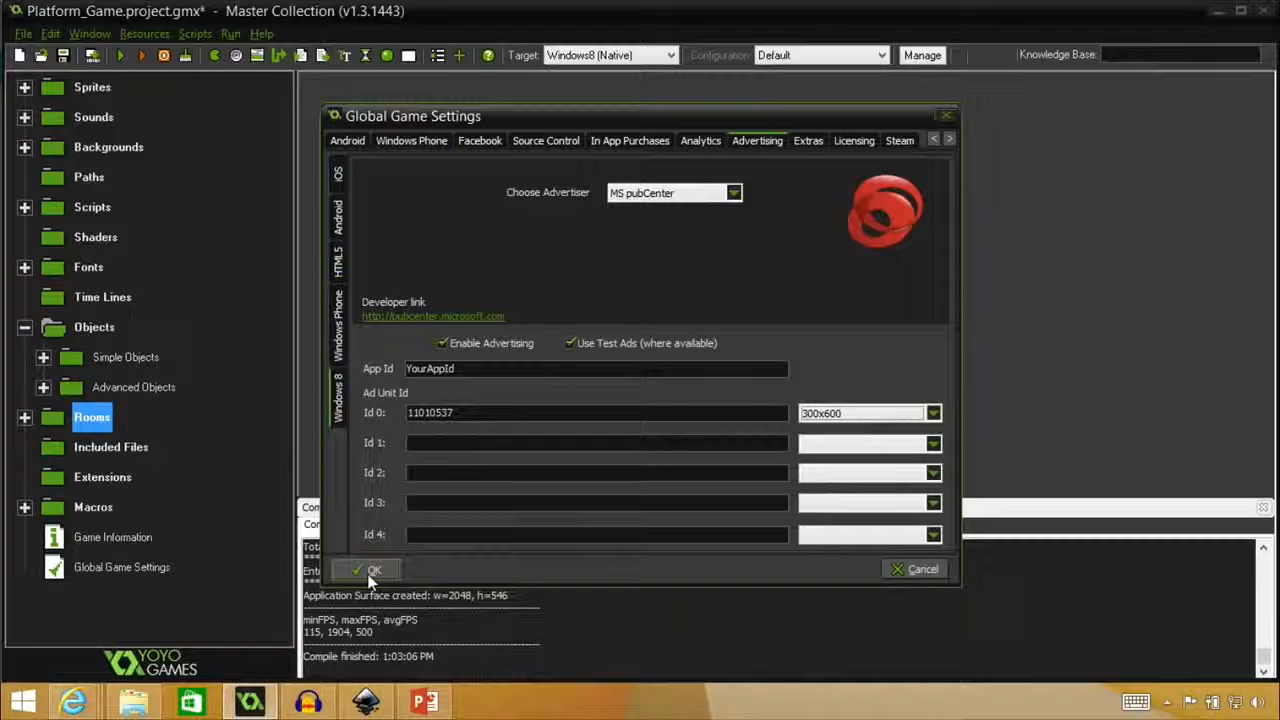 Platform_Game.project.gmx* - Master Collection (v1.3.1443)
File Edit Window Resources Scripts Run Help
Target: Windows8 (Native) Configuration: Default Manage Knowledge Base:
Sprites
Sounds
Backgrounds
Paths
Scripts
Shaders
Fonts
Time Lines
Objects
Simple Objects
Advanced Objects
Rooms
Included Files
Extensions
Macros
Game Information
Global Game Settings
YOYO
GAMES
Global Game Settings
Android Windows Phone Facebook Source Control In App Purchases Analytics Advertising Extras Licensing Steam
iOS
Android
HTML5
Windows Phone
Windows 8
Choose Advertiser MS pubCenter
Developer link
http://pubcenter.microsoft.com
Enable Advertising Use Test Ads (where available)
App Id YourAppId
Ad Unit Id
Id 0: 11010537 300x600
Id 1:
Id 2:
Id 3:
Id 4:
OK Cancel
Application Surface created: w=2048, h=546
minFPS, maxFPS, avgFPS
115, 1904, 500
Compile finished: 1:03:06 PM